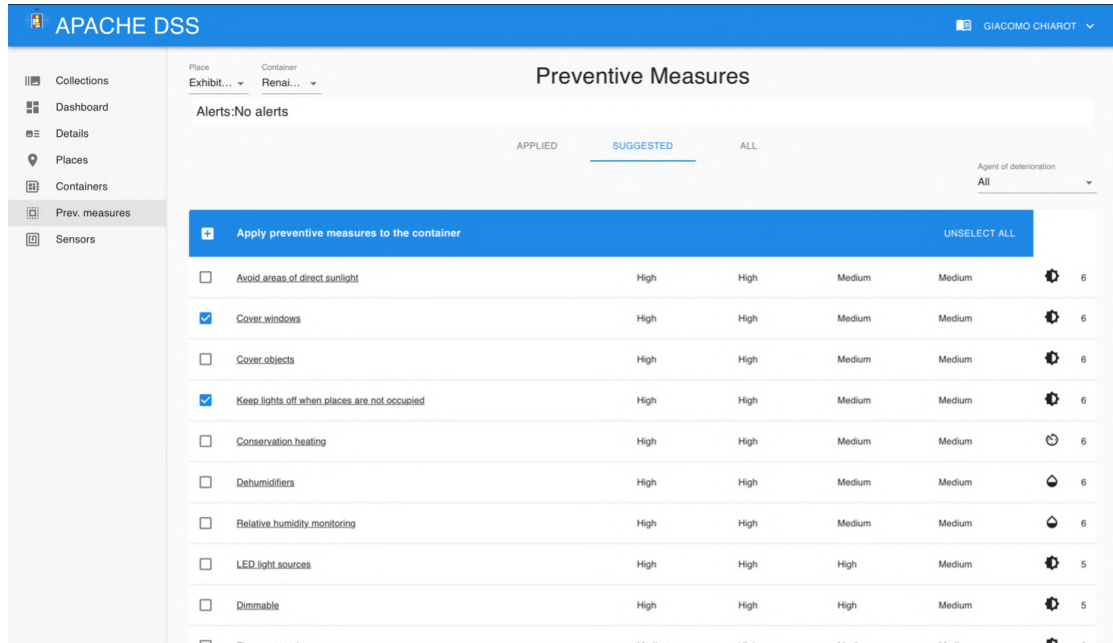 APACHE DSS
GIACOMO CHIAROT
Collections
Dashboard
Details
Places
Containers
Prev. measures
Sensors
Place
Exhibit...
Container
Renai...
Preventive Measures
Alerts:No alerts
APPLIED SUGGESTED ALL
Agent of deterioration
All
Apply preventive measures to the container UNSELECT ALL
Avoid areas of direct sunlight High High Medium Medium 6
Cover windows High High Medium Medium 6
Cover objects High High Medium Medium 6
Keep lights off when places are not occupied High High Medium Medium 6
Conservation heating High High Medium Medium 6
Dehumidifiers High High Medium Medium 6
Relative humidity monitoring High High Medium Medium 6
LED light sources High High High Medium 5
Dimmable High High High Medium 5